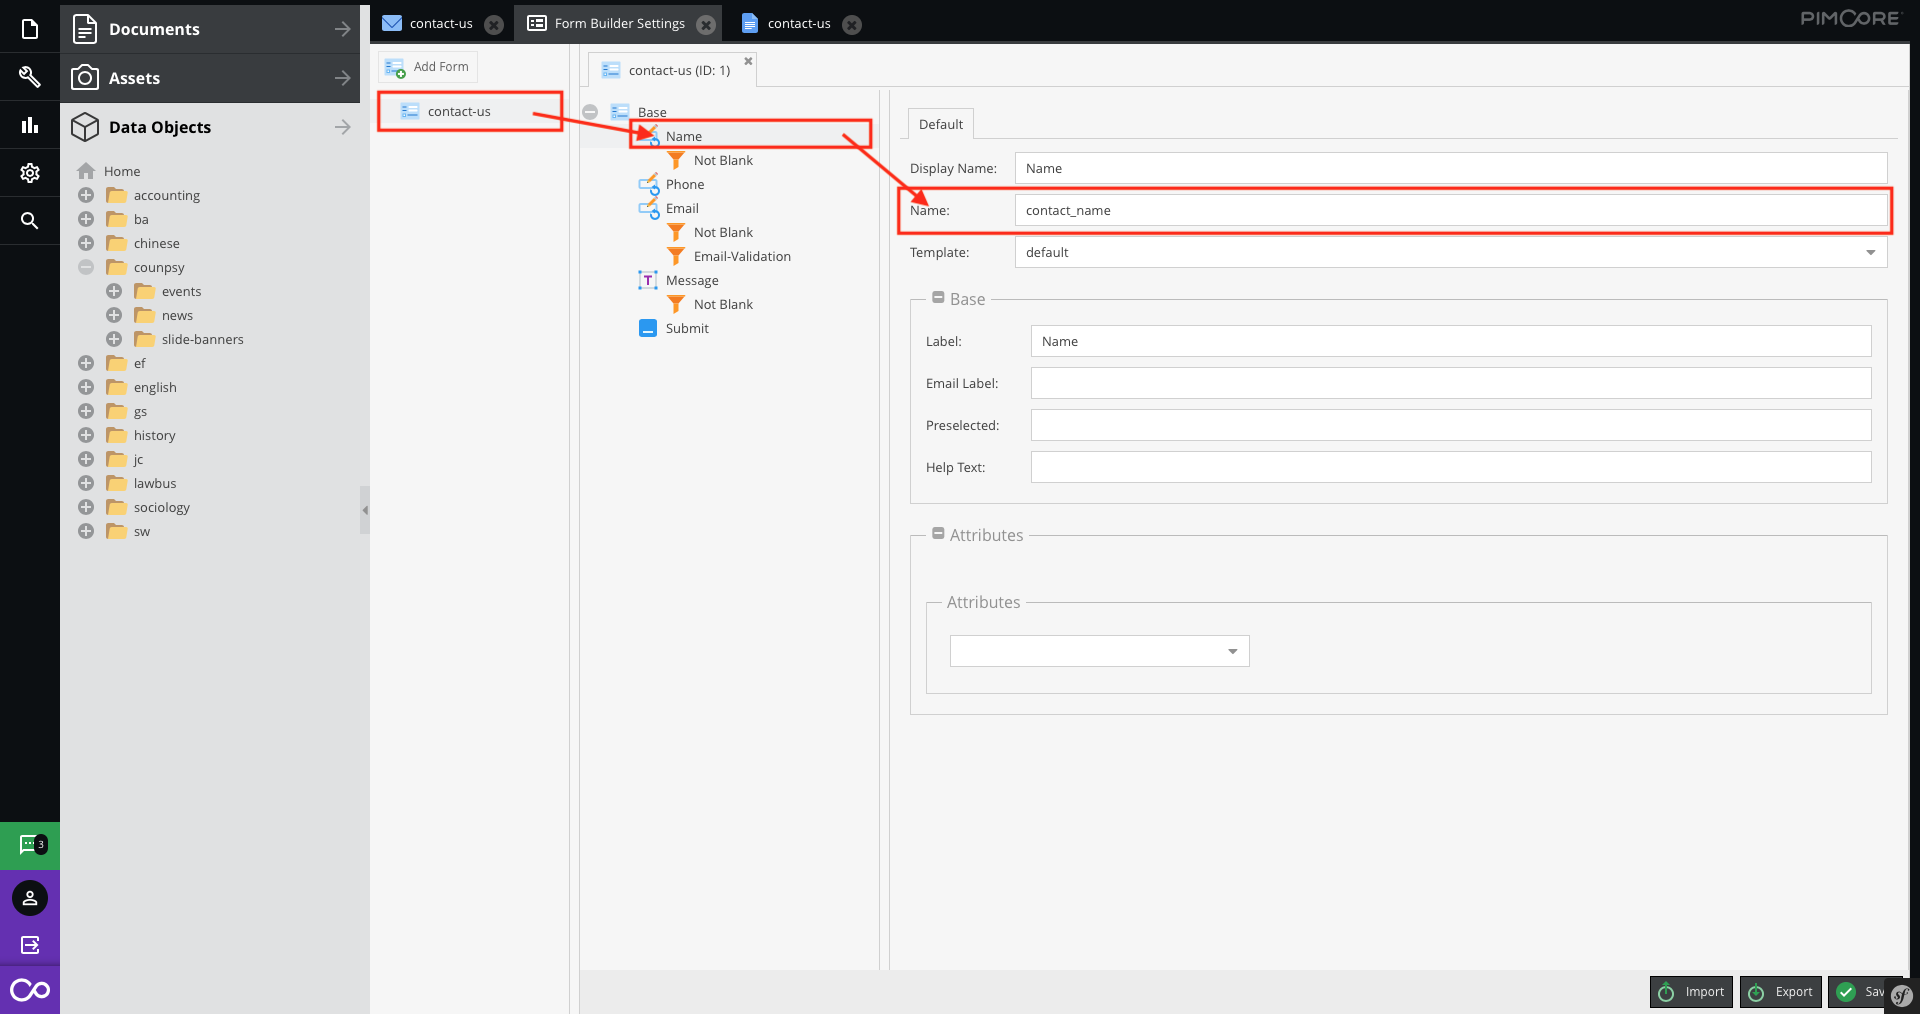 contact-us
Form Builder Settings
contact-us
PIMCORE
Documents
Assets
Data Objects
Home
accounting
ba
chinese
counpsy
events
news
slide-banners
ef
english
gs
history
jc
lawbus
sociology
sw
3
Add Form
contact-us
contact-us (ID: 1)
Base
Name
Not Blank
Phone
Email
Not Blank
Email-Validation
T
Message
Not Blank
Submit
Default
Display Name:
Name
Name:
contact_name
Template:
default
Base
Label:
Name
Email Label:
Preselected:
Help Text:
Attributes
Attributes
Import
Export
Sav
sf